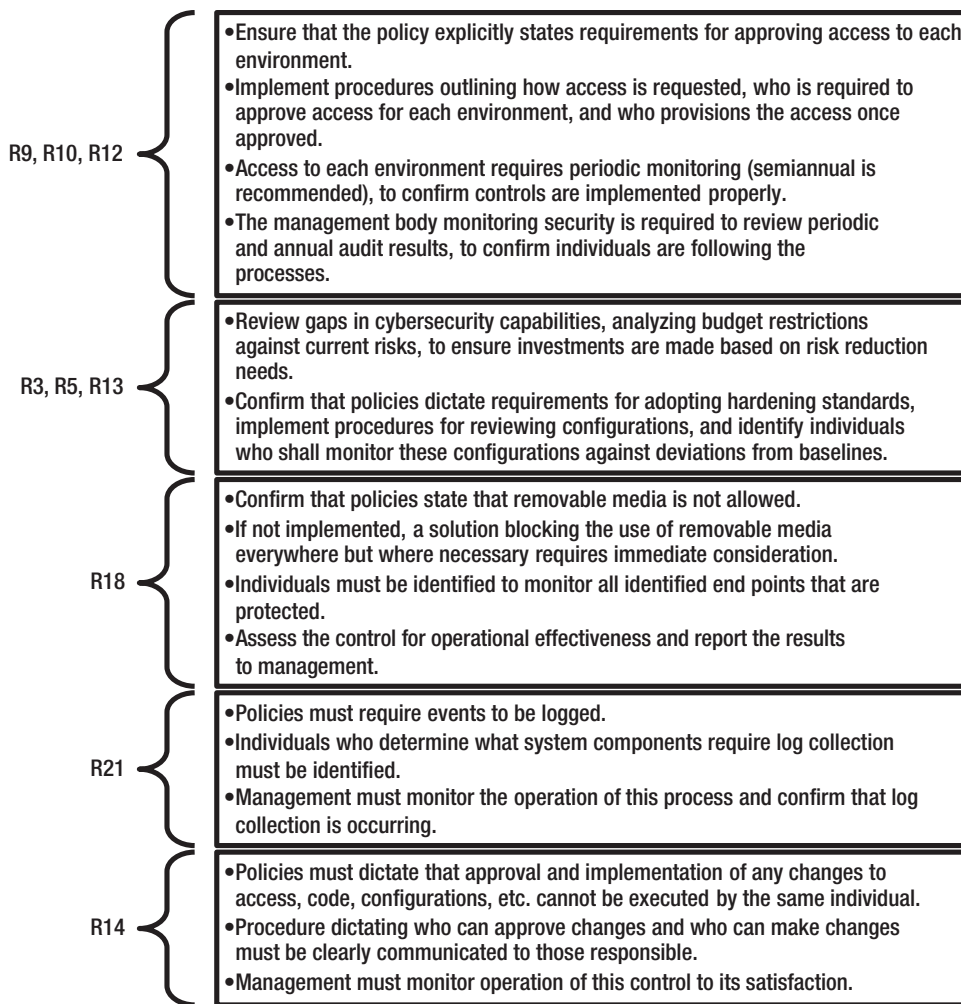 R9, R10, R12
•Ensure that the policy explicitly states requirements for approving access to each
environment.
•Implement procedures outlining how access is requested, who is required to
approve access for each environment, and who provisions the access once
approved.
•Access to each environment requires periodic monitoring (semiannual is
recommended), to confirm controls are implemented properly.
•The management body monitoring security is required to review periodic
and annual audit results, to confirm individuals are following the
processes.
R3, R5, R13
•Review gaps in cybersecurity capabilities, analyzing budget restrictions
against current risks, to ensure investments are made based on risk reduction
needs.
•Confirm that policies dictate requirements for adopting hardening standards,
implement procedures for reviewing configurations, and identify individuals
who shall monitor these configurations against deviations from baselines.
R18
•Confirm that policies state that removable media is not allowed.
•If not implemented, a solution blocking the use of removable media
everywhere but where necessary requires immediate consideration.
•Individuals must be identified to monitor all identified end points that are
protected.
•Assess the control for operational effectiveness and report the results
to management.
R21
•Policies must require events to be logged.
•Individuals who determine what system components require log collection
must be identified.
•Management must monitor the operation of this process and confirm that log
collection is occurring.
R14
•Policies must dictate that approval and implementation of any changes to
access, code, configurations, etc. cannot be executed by the same individual.
•Procedure dictating who can approve changes and who can make changes
must be clearly communicated to those responsible.
•Management must monitor operation of this control to its satisfaction.